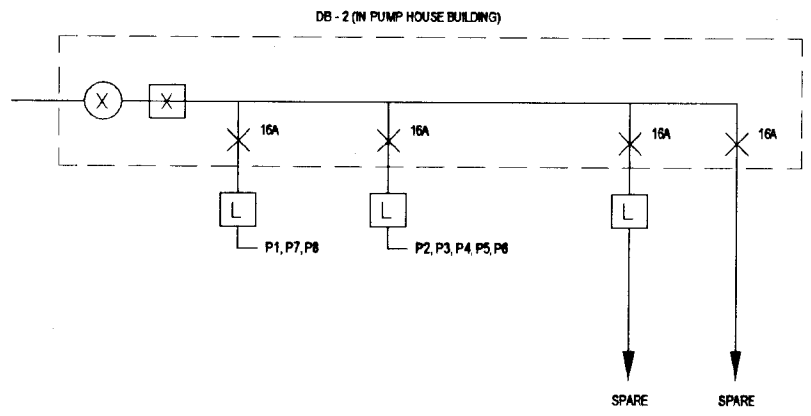 DB - 2 (IN PUMP HOUSE BUILDING)
X X
16A 16A 16A 16A
L L L
P1, P7, P8 P2, P3, P4, P5, P6
SPARE SPARE